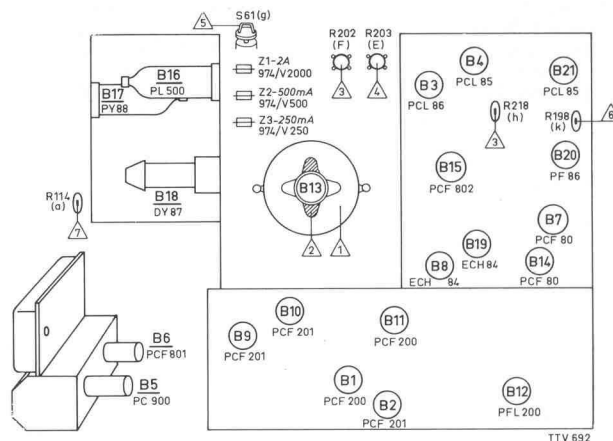 5
S61(g)
Z1-2A
974/V2000
Z2-500mA
974/V500
Z3-250mA
974/V250
R202
(F)
3
R203
(E)
4
B16
PL 500
B17
PY88
B18
DY 87
R114
(a)
7
B13
2
1
B3
PCL 86
B4
PCL 85
B21
PCL 85
R218
(h)
3
R198
(k)
6
B15
PCF 802
B20
PF 86
B7
PCF 80
B19
ECH 84
B8
ECH 84
B14
PCF 80
B6
PCF 801
B5
PC 900
B9
PCF 201
B10
PCF 201
B11
PCF 200
B1
PCF 200
B2
PCF 201
B12
PFL 200
TTV 692